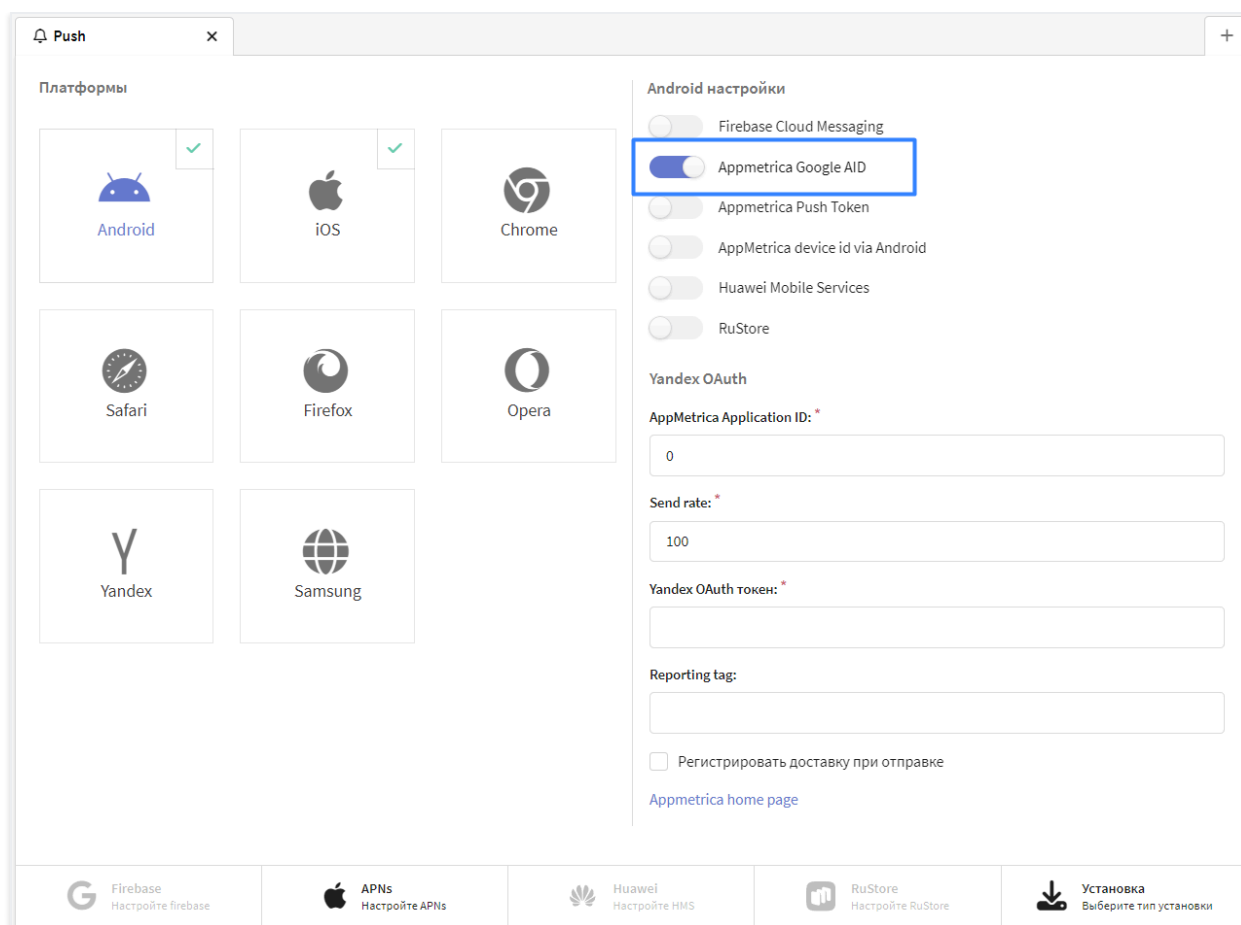 Push
Платформы
Android
iOS
Chrome
Safari
Firefox
Opera
Yandex
Samsung
Android настройки
Firebase Cloud Messaging
Appmetrica Google AID
Appmetrica Push Token
AppMetrica device id via Android
Huawei Mobile Services
RuStore
Yandex OAuth
AppMetrica Application ID: *
0
Send rate: *
100
Yandex OAuth токен: *
Reporting tag:
Регистрировать доставку при отправке
Appmetrica home page
Firebase
Настройте firebase
APNs
Настройте APNs
Huawei
Настройте HMS
RuStore
Настройте RuStore
Установка
Выберите тип установки